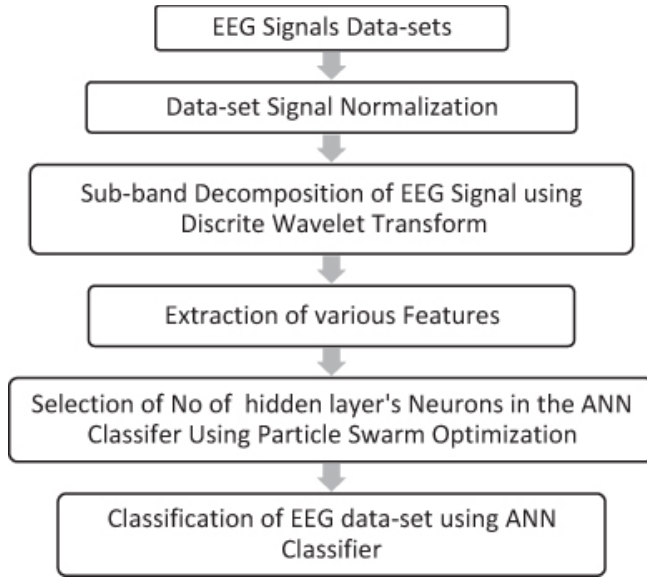 EEG Signals Data-sets
Data-set Signal Normalization
Sub-band Decomposition of EEG Signal using
Discrite Wavelet Transform
Extraction of various Features
Selection of No of hidden layer's Neurons in the ANN
Classifer Using Particle Swarm Optimization
Classification of EEG data-set using ANN
Classifier